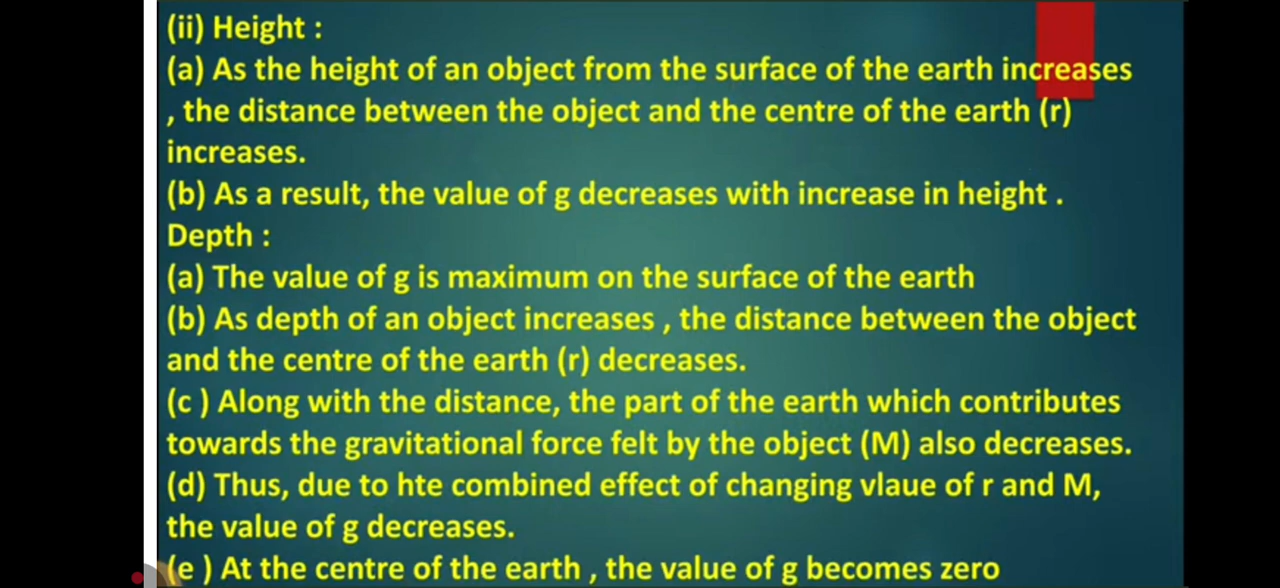 (ii) Height :
(a) As the height of an object from the surface of the earth increases
, the distance between the object and the centre of the earth (r)
increases.
(b) As a result, the value of g decreases with increase in height .
Depth :
(a) The value of g is maximum on the surface of the earth
(b) As depth of an object increases , the distance between the object
and the centre of the earth (r) decreases.
(c ) Along with the distance, the part of the earth which contributes
towards the gravitational force felt by the object (M) also decreases.
(d) Thus, due to hte combined effect of changing vlaue of r and M,
the value of g decreases.
(e ) At the centre of the earth , the value of g becomes zero